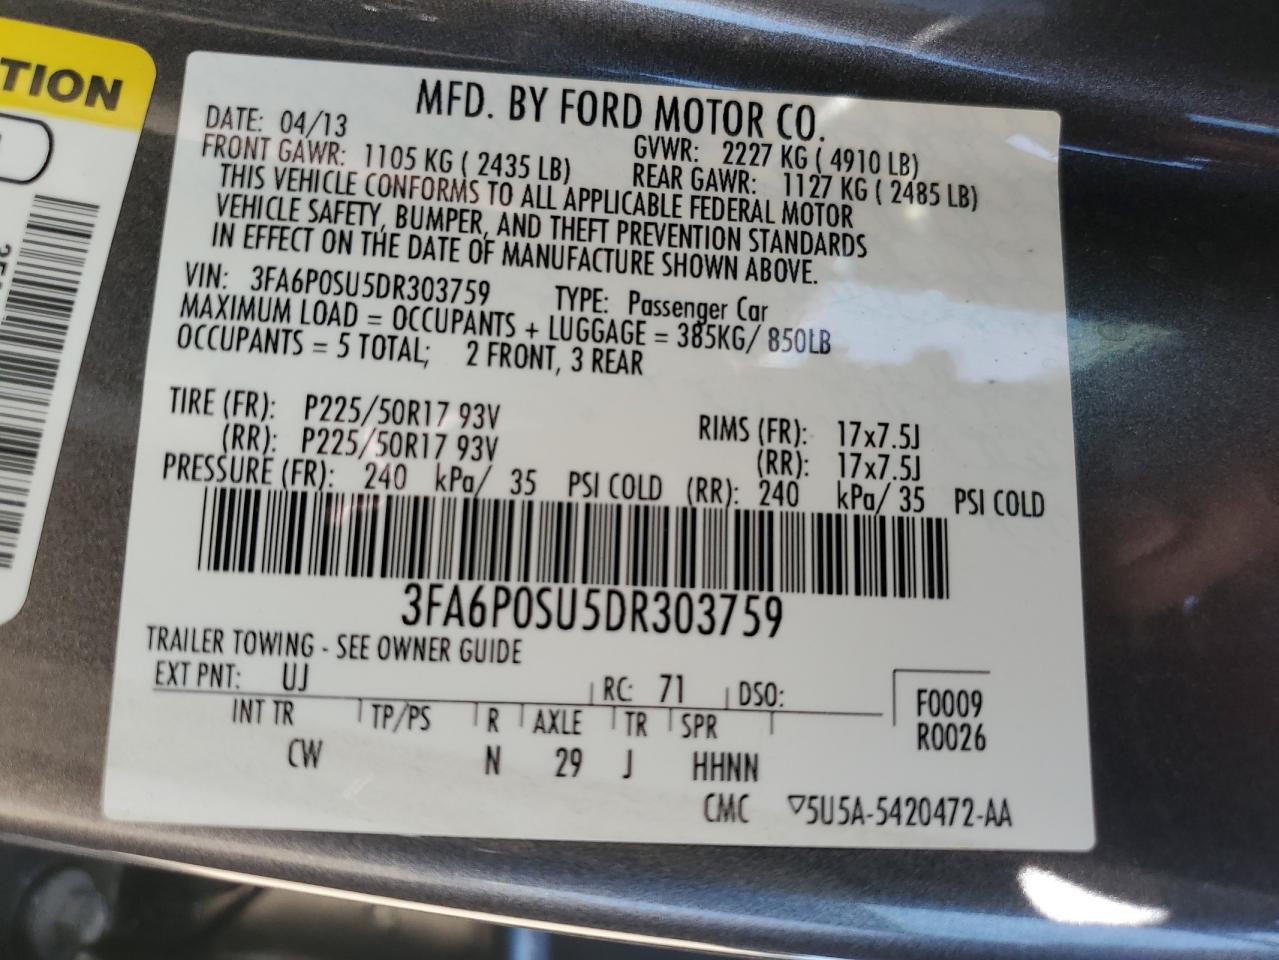 TION
MFD. BY FORD MOTOR CO.
DATE: 04/13 GVWR: 2227 KG ( 4910 LB)
FRONT GAWR: 1105 KG ( 2435 LB) REAR GAWR: 1127 KG ( 2485 LB)
THIS VEHICLE CONFORMS TO ALL APPLICABLE FEDERAL MOTOR
VEHICLE SAFETY, BUMPER, AND THEFT PREVENTION STANDARDS
IN EFFECT ON THE DATE OF MANUFACTURE SHOWN ABOVE.
VIN: 3FA6P0SU5DR303759 TYPE: Passenger Car
MAXIMUM LOAD = OCCUPANTS + LUGGAGE = 385KG/ 850LB
OCCUPANTS = 5 TOTAL; 2 FRONT, 3 REAR
TIRE (FR): P225/50R17 93V RIMS (FR): 17x7.5J
(RR): P225/50R17 93V (RR): 17x7.5J
PRESSURE (FR): 240 kPa/ 35 PSI COLD (RR): 240 kPa/ 35 PSI COLD
3FA6P0SU5DR303759
TRAILER TOWING - SEE OWNER GUIDE
EXT PNT: UJ RC: 71 DSO: F0009
INT TR TP/PS R AXLE TR SPR R0026
CW N 29 J HHNN
CMC ▽5U5A-5420472-AA